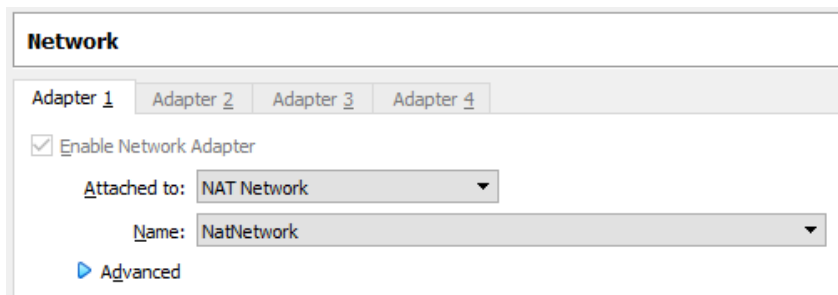 Network
Adapter 1 Adapter 2 Adapter 3 Adapter 4
Enable Network Adapter
Attached to: NAT Network
Name: NatNetwork
Advanced